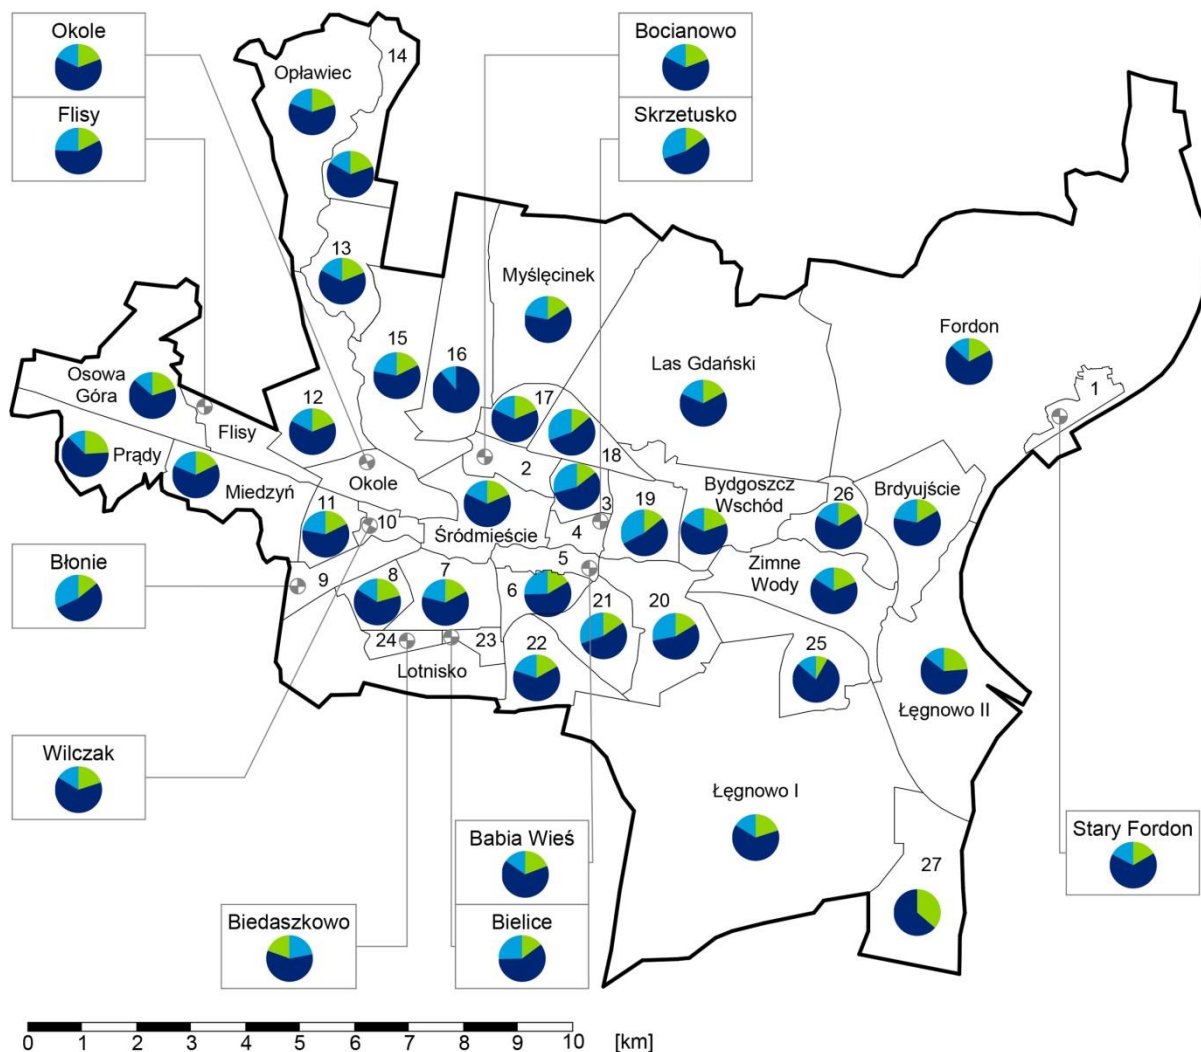 Okole
Flisy
Bocianowo
Skrzetusko
14
Opławiec
13
Myślęcinek
Fordon
15
Las Gdański
16
1
Osowa
Góra
17
12
Flisy
Prądy
18
2
Okole
Miedzyń
Bydgoszcz
Wschód
26
Brdyujście
3
19
11
10
Śródmieście
4
Błonie
5
Zimne
Wody
9
8
7
6
21
20
24
23
22
25
Lotnisko
Łęgnowo II
Wilczak
Łęgnowo I
Babia Wieś
Stary Fordon
27
Biedaszkowo
Bielice
0 1 2 3 4 5 6 7 8 9 10 [km]